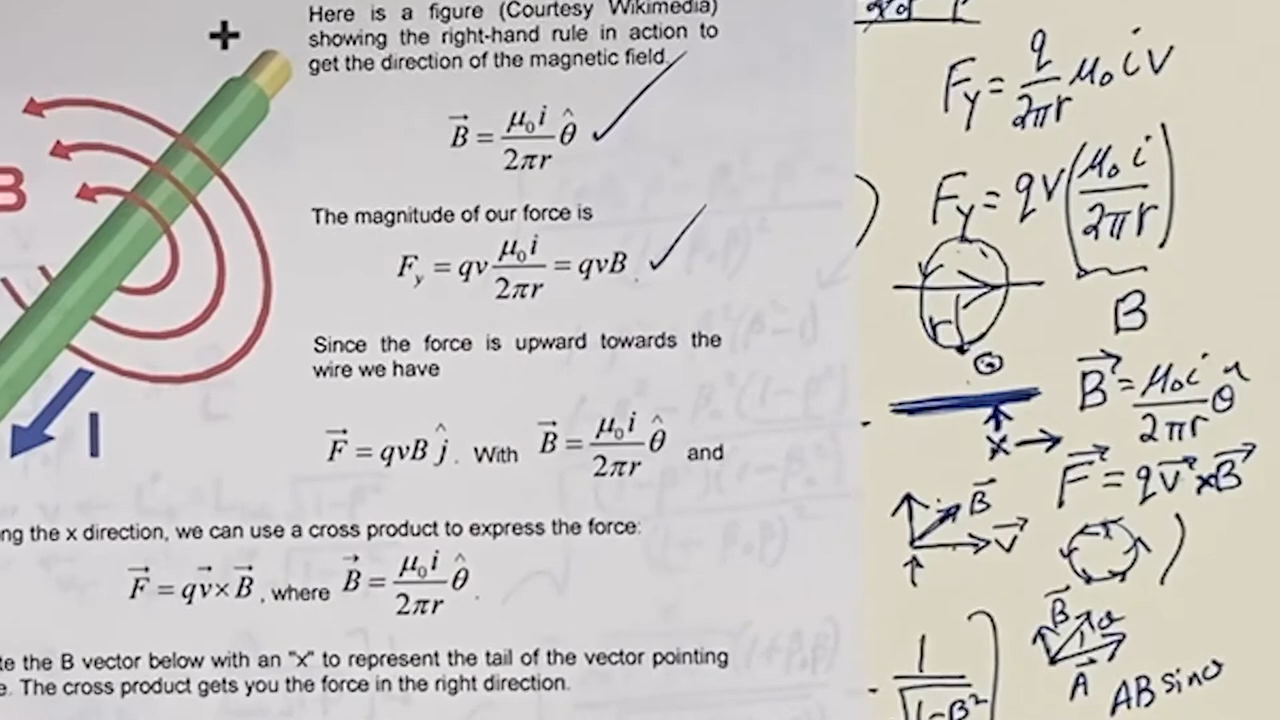 Here is a figure (Courtesy Wikimedia)
showing the right-hand rule in action to
get the direction of the magnetic field.
+
B
I
B⃗ = μ₀i/2πr θ̂ ✓
The magnitude of our force is
F_y = qv μ₀i/2πr = qvB . ✓
Since the force is upward towards the
wire we have
F⃗ = qvB ĵ . With B⃗ = μ₀i/2πr θ̂ and
ng the x direction, we can use a cross product to express the force:
F⃗ = qv⃗×B⃗ , where B⃗ = μ₀i/2πr θ̂ .
te the B vector below with an "x" to represent the tail of the vector pointing
e. The cross product gets you the force in the right direction.
F_y = q/2πr μ₀iv
F_y = qv(μ₀i/2πr)
B
r
B⃗ = μ₀i/2πr θ̂
x
F⃗ = qv⃗×B⃗
B⃗
v⃗
B⃗
θ
A⃗
AB sinθ
1/√1-β²